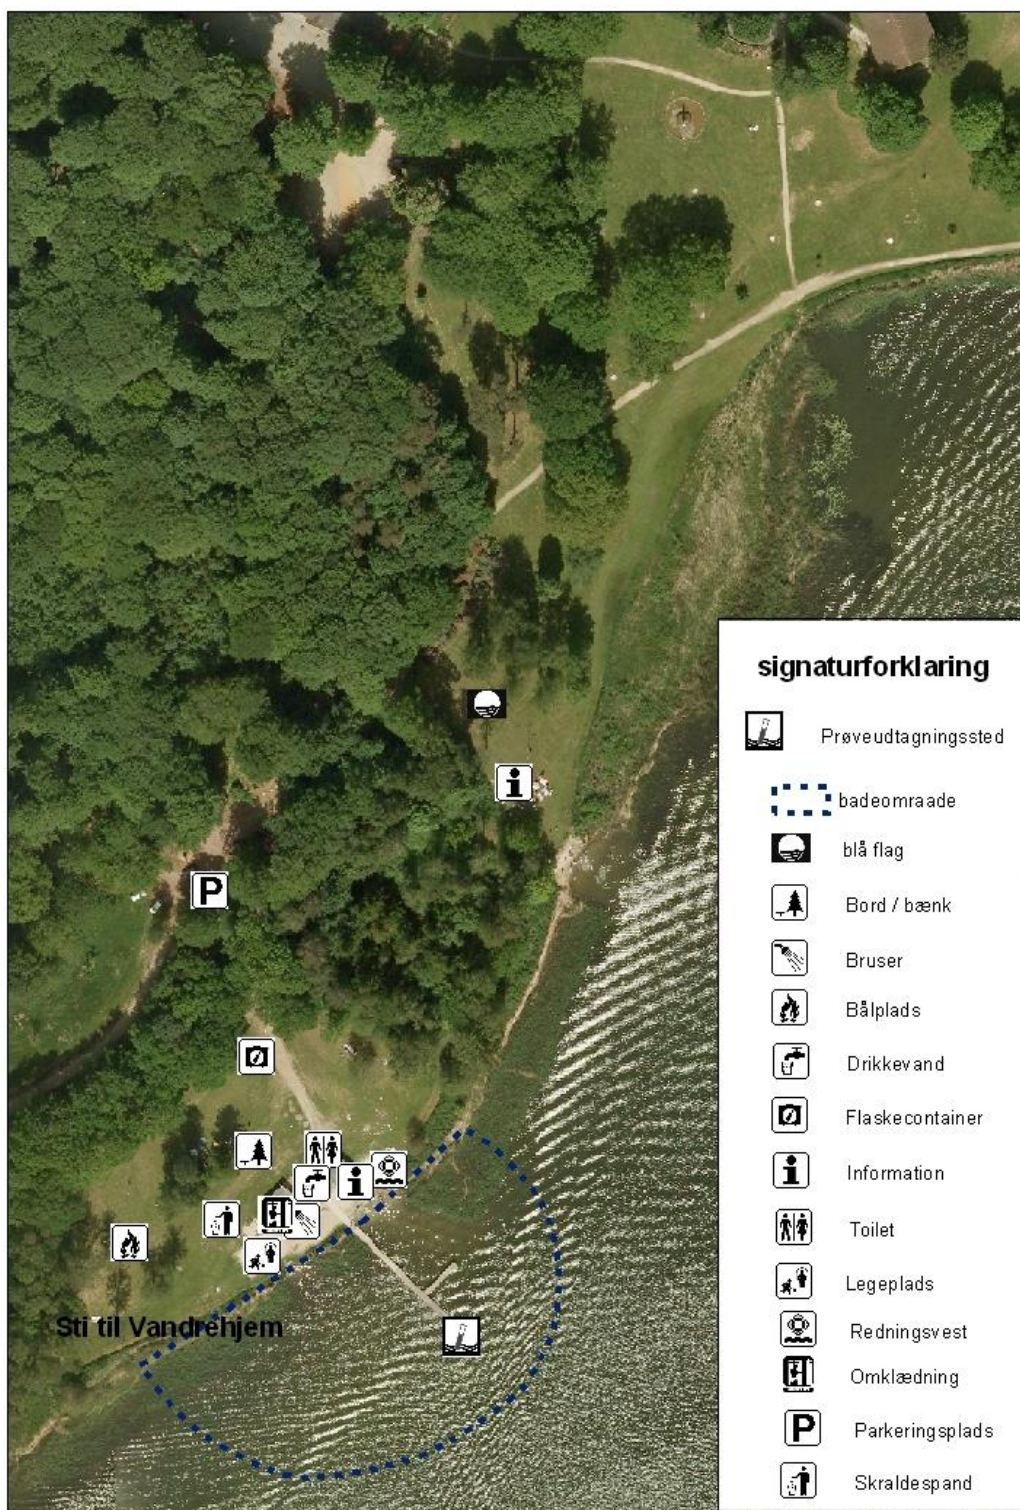 signaturforklaring
Prøveudtagningssted
badeomraade
blå flag
Bord / bænk
Bruser
P
Bålplads
Drikkevand
Flaskecontainer
Information
Toilet
Legeplads
Sti til Vandrehjem
Redningsvest
Omklædning
P Parkeringsplads
Skraldespand